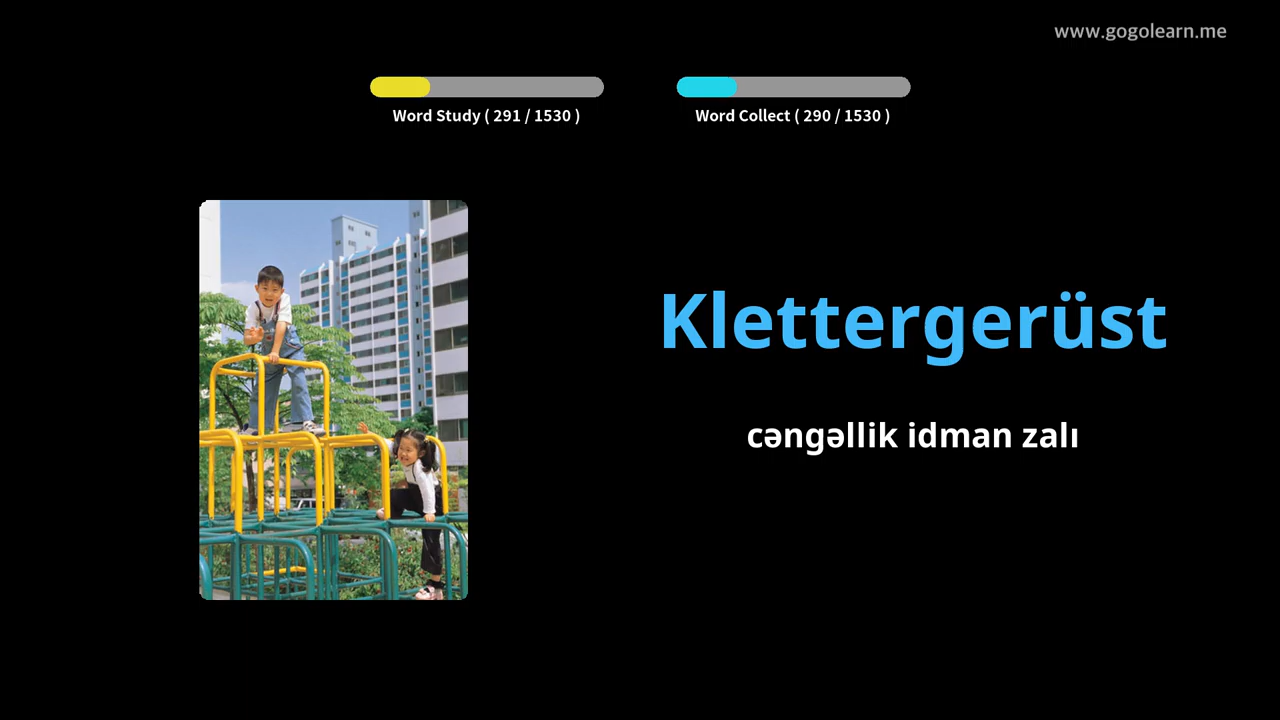 www.gogolearn.me
Word Study ( 291 / 1530 )
Word Collect ( 290 / 1530 )
Klettergerüst
cəngəllik idman zalı